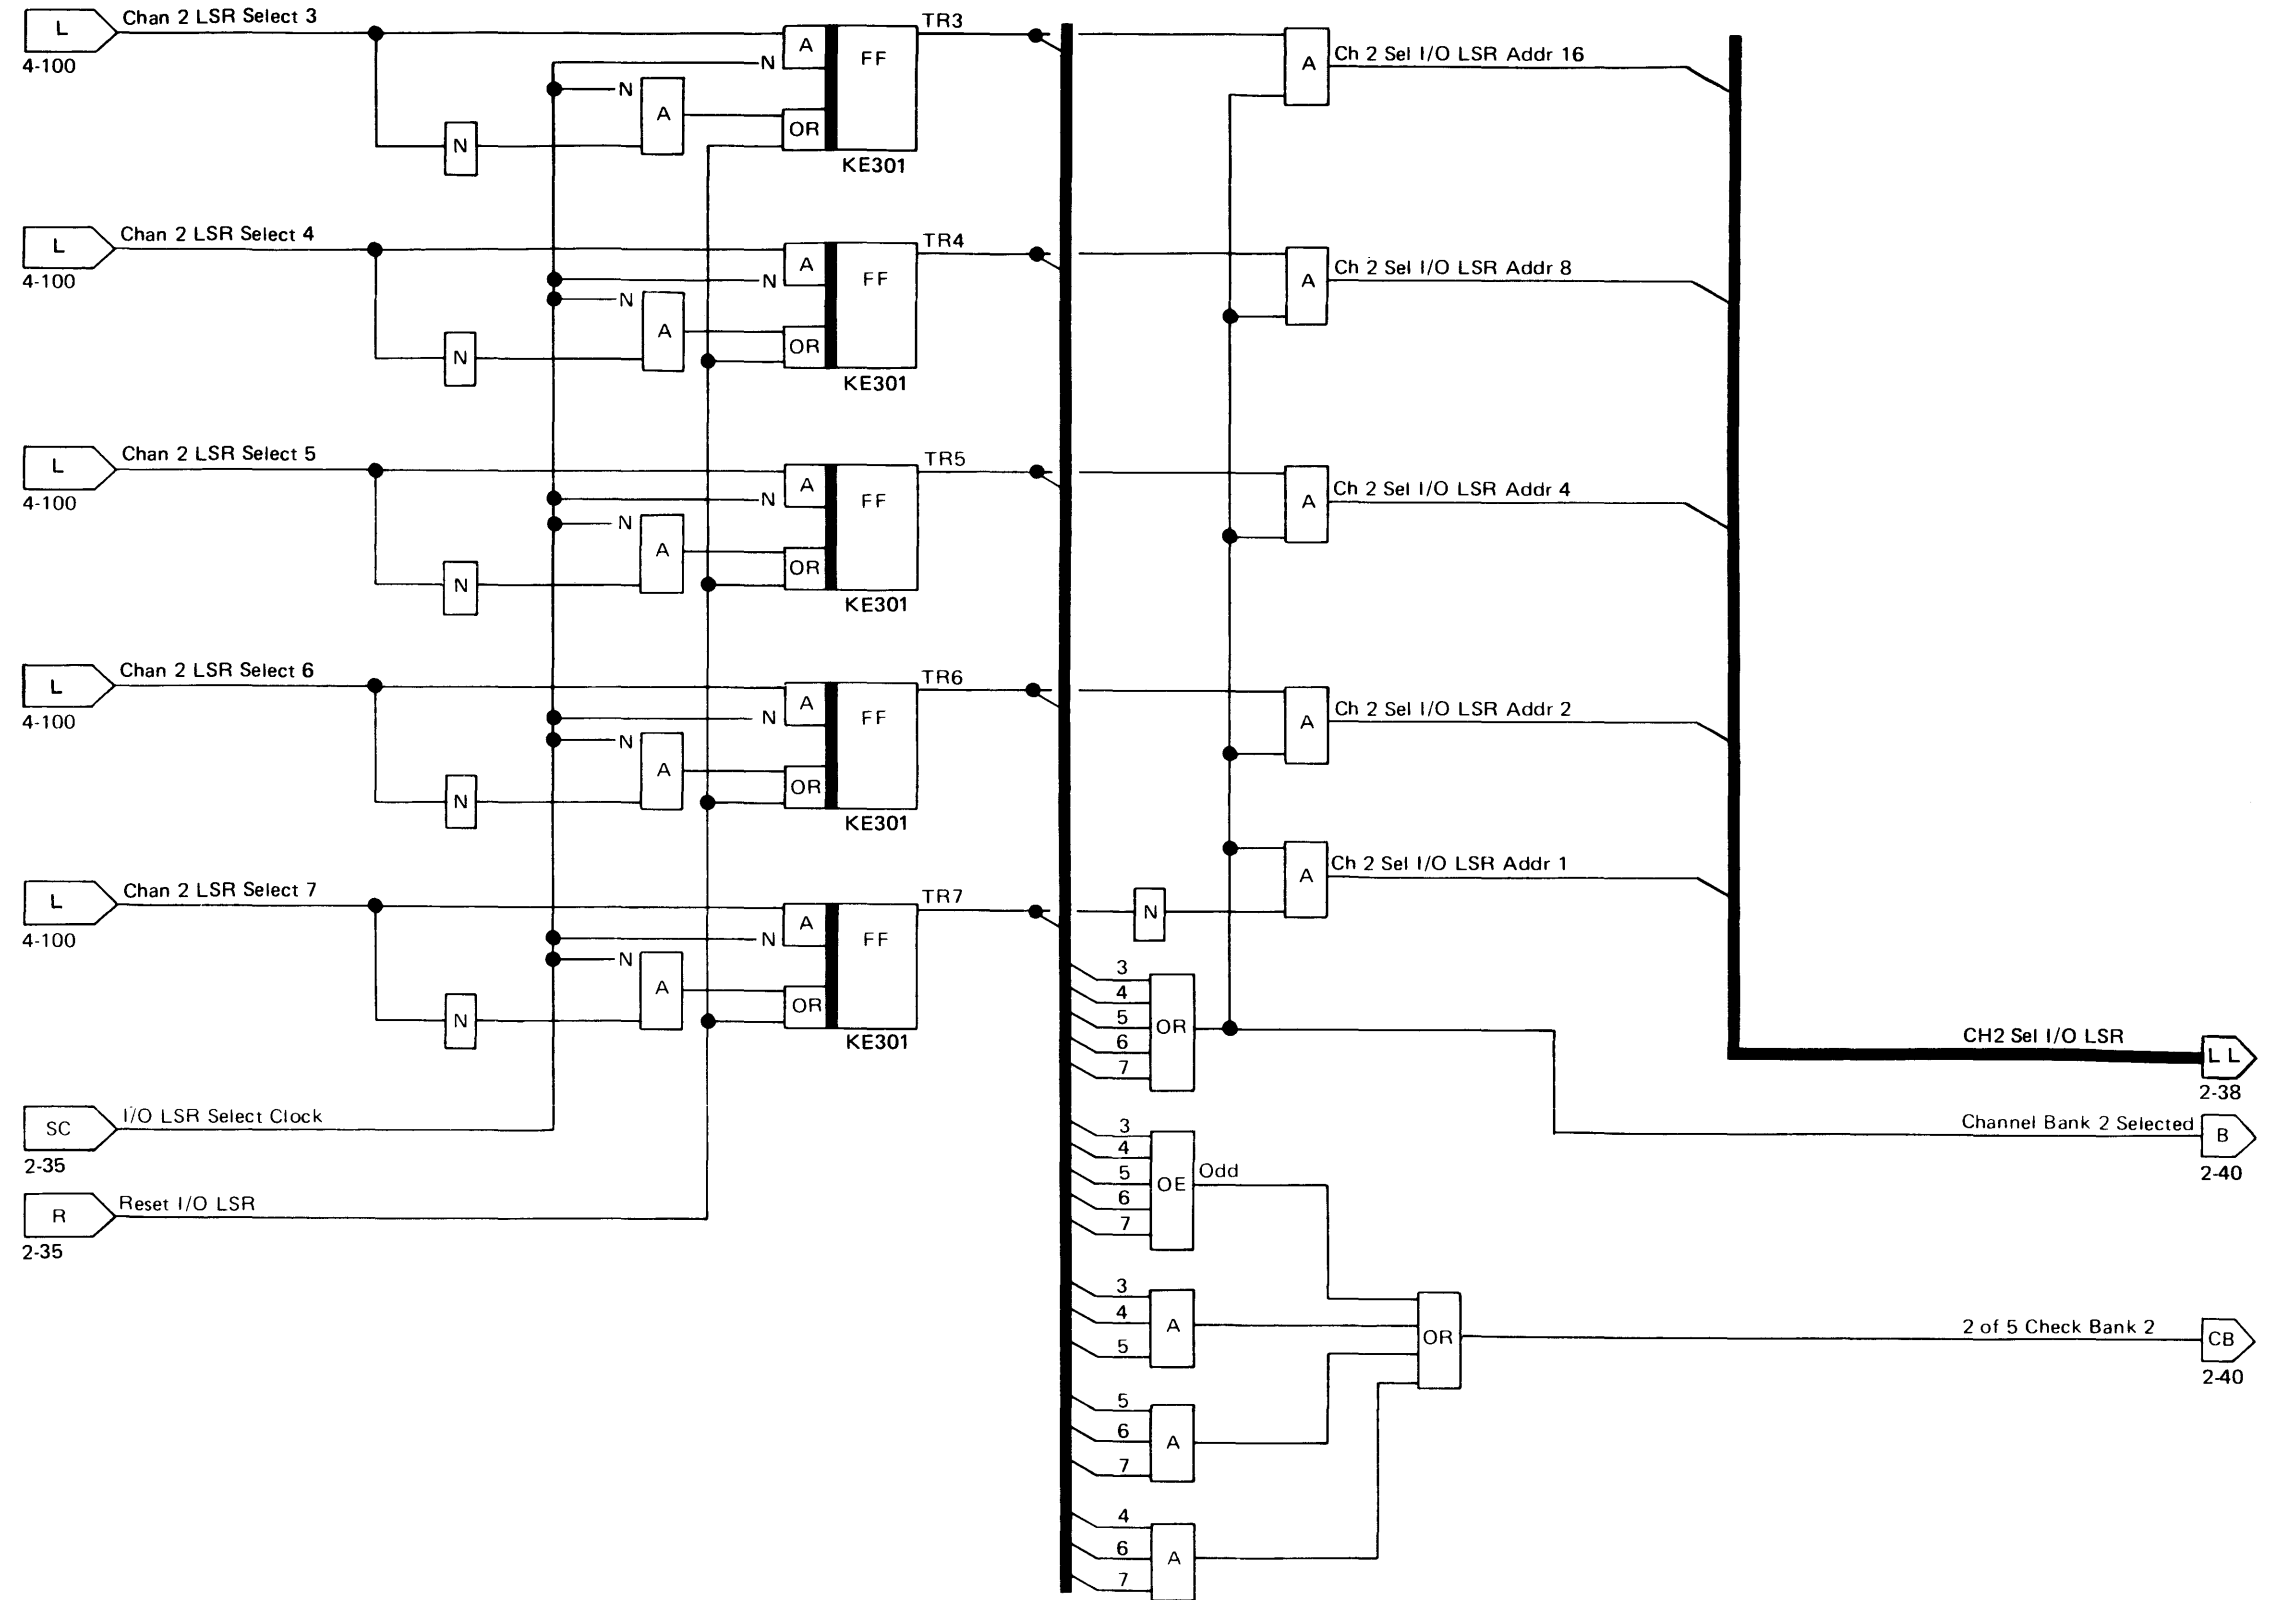 L Chan 2 LSR Select 3
4-100
N
N
N
A
A
OR
FF
KE301
TR3
A
Ch 2 Sel I/O LSR Addr 16
L Chan 2 LSR Select 4
4-100
N
N
N
A
A
OR
FF
KE301
TR4
A
Ch 2 Sel I/O LSR Addr 8
L Chan 2 LSR Select 5
4-100
N
N
N
A
A
OR
FF
KE301
TR5
A
Ch 2 Sel I/O LSR Addr 4
L Chan 2 LSR Select 6
4-100
N
N
N
A
A
OR
FF
KE301
TR6
A
Ch 2 Sel I/O LSR Addr 2
L Chan 2 LSR Select 7
4-100
N
N
N
A
A
OR
FF
KE301
TR7
N
A
Ch 2 Sel I/O LSR Addr 1
SC I/O LSR Select Clock
2-35
R Reset I/O LSR
2-35
3
4
5
6
7
OR
CH2 Sel I/O LSR
L L
2-38
Channel Bank 2 Selected
B
2-40
3
4
5
6
7
OE
Odd
3
4
5
A
OR
2 of 5 Check Bank 2
CB
2-40
5
6
7
A
4
6
7
A